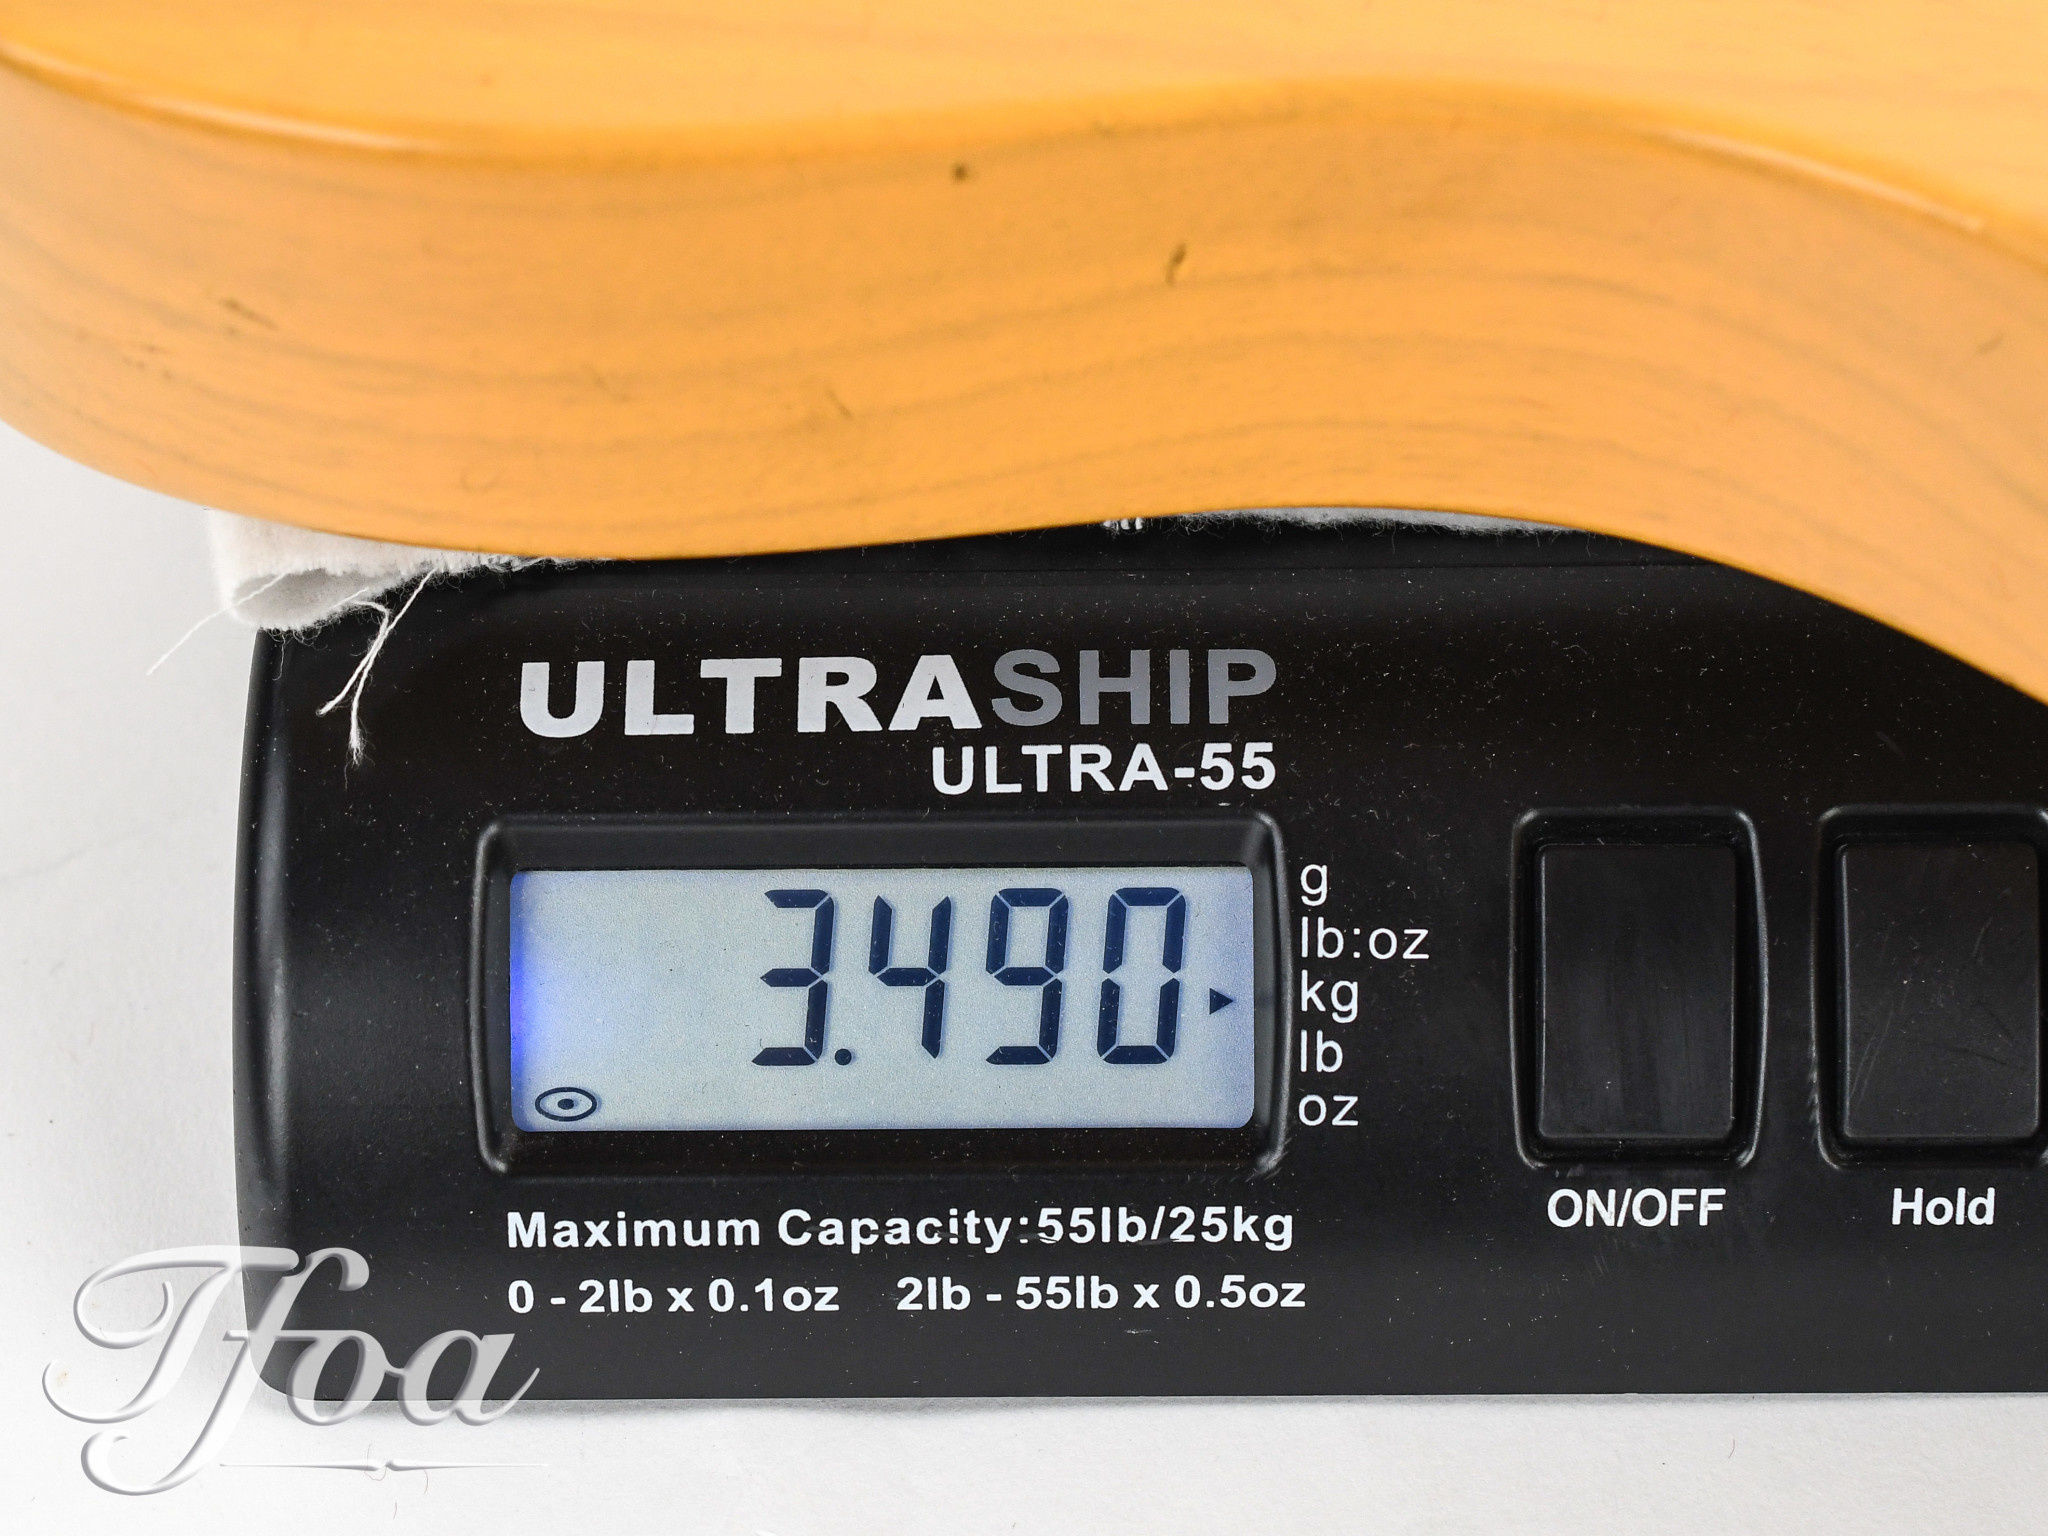 ULTRASHIP
ULTRA-55
3.490
g
lb:oz
kg
lb
oz
ON/OFF
Hold
Maximum Capacity:55lb/25kg
0 - 2lb x 0.1oz 2lb - 55lb x 0.5oz
Tfoa